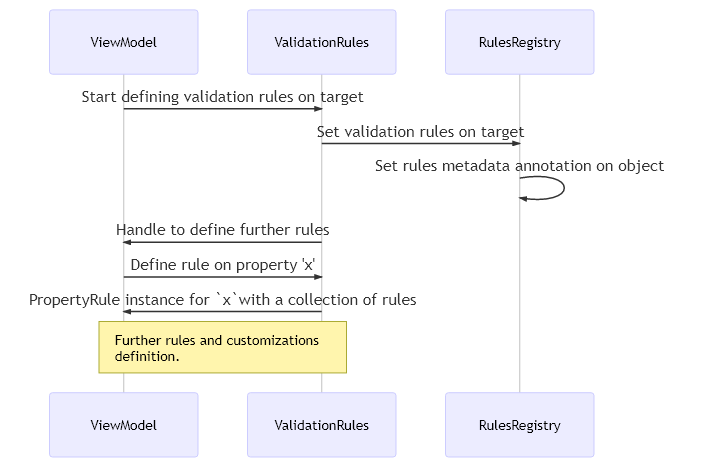 ViewModel
ValidationRules
RulesRegistry
Start defining validation rules on target
Set validation rules on target
Set rules metadata annotation on object
Handle to define further rules
Define rule on property 'x'
PropertyRule instance for `x`with a collection of rules
Further rules and customizations
definition.
ViewModel
ValidationRules
RulesRegistry